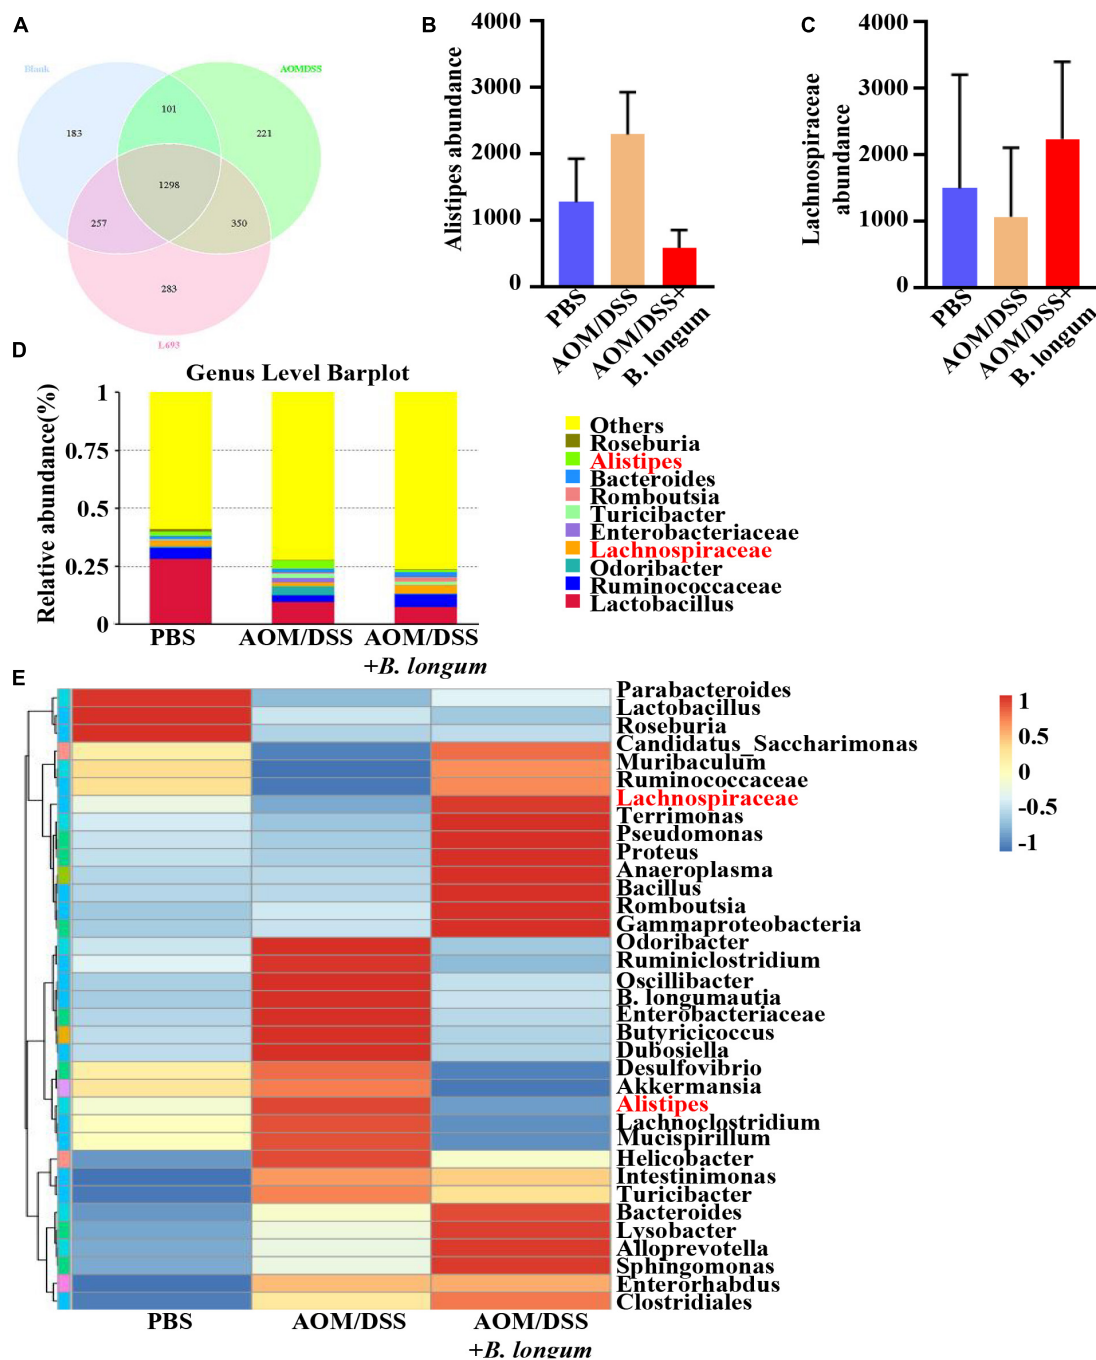 A
Blank
AOMDSS
101
183
221
1298
257
350
283
L693
B
Alistipes abundance
4000
3000
2000
1000
0
PBS
AOM/DSS
AOM/DSS+
B. longum
C
Lachnospiraceae
abundance
4000
3000
2000
1000
0
PBS
AOM/DSS
AOM/DSS+
B. longum
D
Genus Level Barplot
Relative abundance(%)
1
0.75
0.5
0.25
0
PBS
AOM/DSS
AOM/DSS
+B. longum
Others
Roseburia
Alistipes
Bacteroides
Romboutsia
Turicibacter
Enterobacteriaceae
Lachnospiraceae
Odoribacter
Ruminococcaceae
Lactobacillus
E
Parabacteroides
Lactobacillus
Roseburia
Candidatus_Saccharimonas
Muribaculum
Ruminococcaceae
Lachnospiraceae
Terrimonas
Pseudomonas
Proteus
Anaeroplasma
Bacillus
Romboutsia
Gammaproteobacteria
Odoribacter
Ruminiclostridium
Oscillibacter
B. longumautia
Enterobacteriaceae
Butyricicoccus
Dubosiella
Desulfovibrio
Akkermansia
Alistipes
Lachnoclostridium
Mucispirillum
Helicobacter
Intestinimonas
Turicibacter
Bacteroides
Lysobacter
Alloprevotella
Sphingomonas
Enterorhabdus
Clostridiales
1
0.5
0
-0.5
-1
PBS
AOM/DSS
AOM/DSS
+B. longum